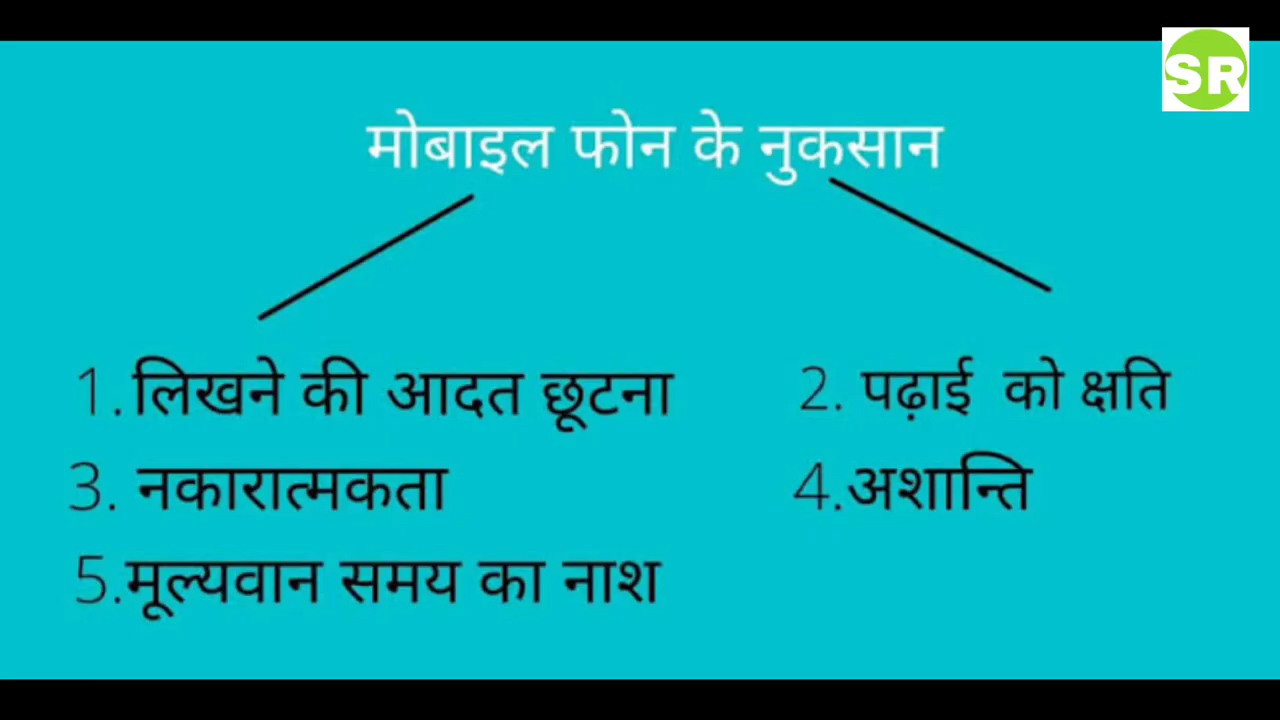 SR
मोबाइल फोन के नुकसान
1.लिखने की आदत छूटना
2. पढ़ाई को क्षति
3. नकारात्मकता
4.अशान्ति
5.मूल्यवान समय का नाश